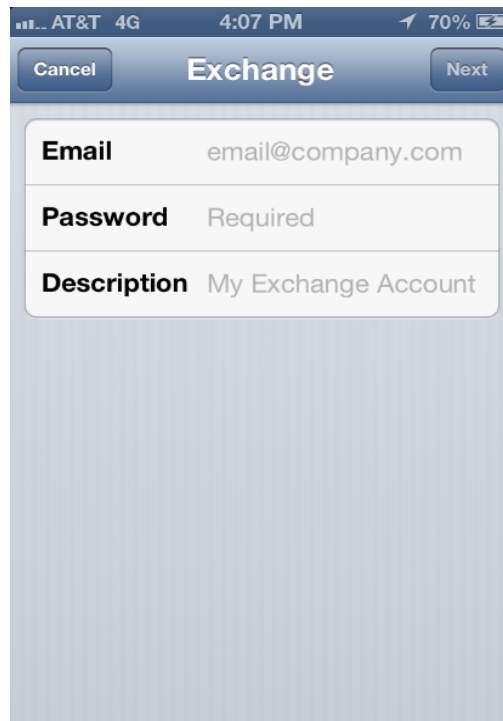 AT&T 4G 4:07 PM 70%
Cancel Exchange Next
Email email@company.com
Password Required
Description My Exchange Account